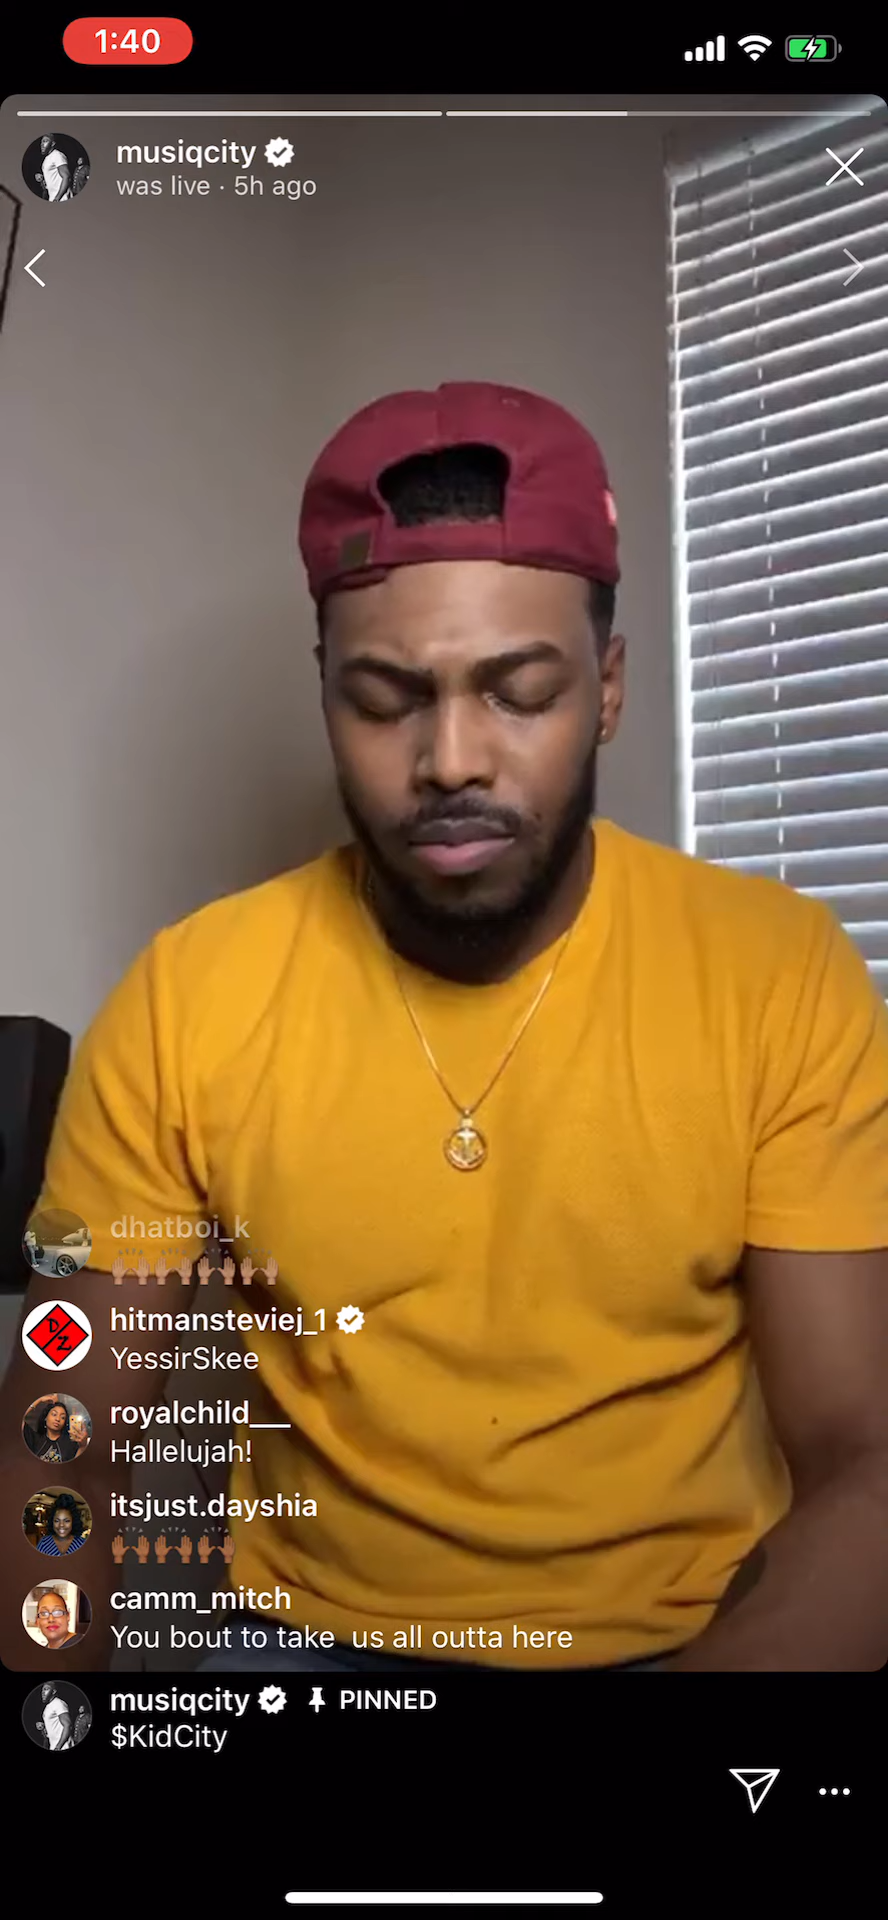 1:40
musiqcity
was live · 5h ago
dhatboi_k
🙌🏽🙌🏽🙌🏽🙌🏽
DZ
hitmansteviej_1
YessirSkee
royalchild___
Hallelujah!
itsjust.dayshia
🙌🏾🙌🏾🙌🏾
camm_mitch
You bout to take  us all outta here
musiqcity PINNED
$KidCity